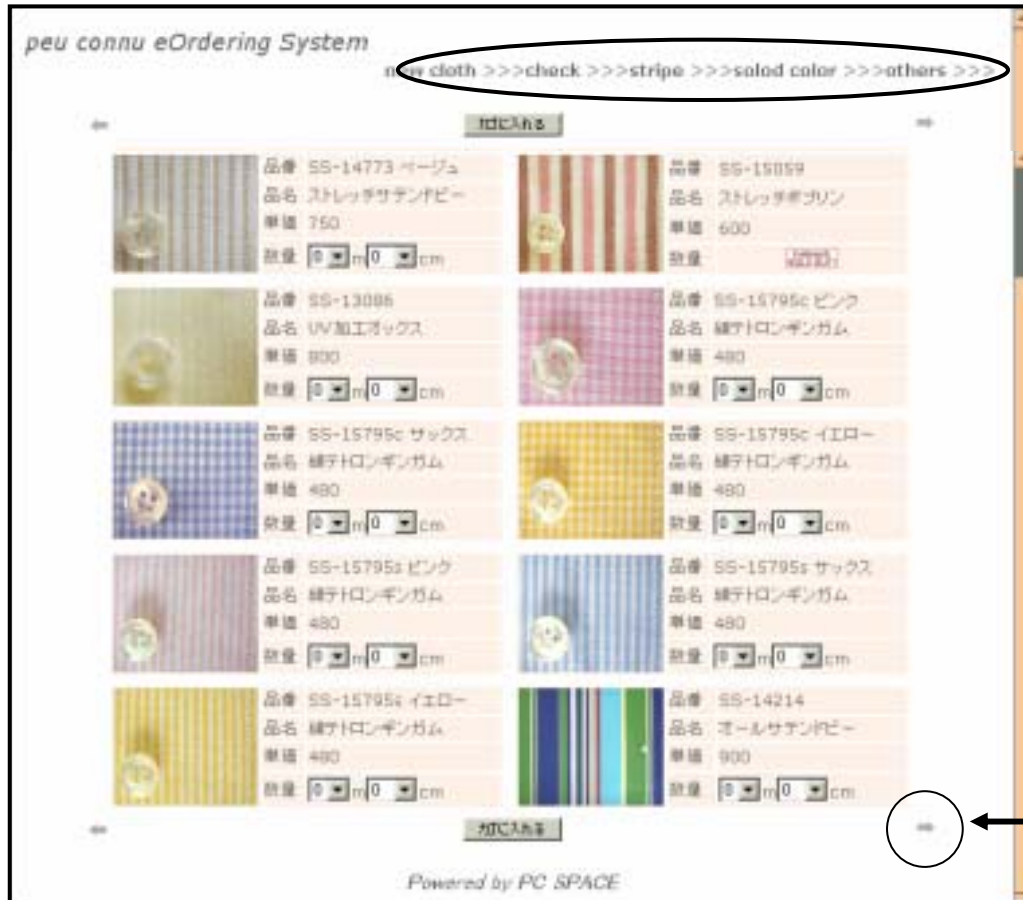 peu connu eOrdering System
new cloth >>>check >>>stripe >>>solod color >>>others >>>
カゴに入れる
品番 SS-14773 ベージュ
品名 ストレッチサテンドビー
単価 750
数量 0 m 0 cm
品番 SS-15059
品名 ストレッチポプリン
単価 600
数量
品番 SS-13086
品名 UV加工オックス
単価 800
数量 0 m 0 cm
品番 SS-15795c ピンク
品名 綿テトロンギンガム
単価 480
数量 0 m 0 cm
品番 SS-15795c サックス
品名 綿テトロンギンガム
単価 480
数量 0 m 0 cm
品番 SS-15795c イエロー
品名 綿テトロンギンガム
単価 480
数量 0 m 0 cm
品番 SS-15795s ピンク
品名 綿テトロンギンガム
単価 480
数量 0 m 0 cm
品番 SS-15795s サックス
品名 綿テトロンギンガム
単価 480
数量 0 m 0 cm
品番 SS-15795s イエロー
品名 綿テトロンギンガム
単価 480
数量 0 m 0 cm
品番 SS-14214
品名 オールサテンドビー
単価 900
数量 0 m 0 cm
カゴに入れる
Powered by PC SPACE